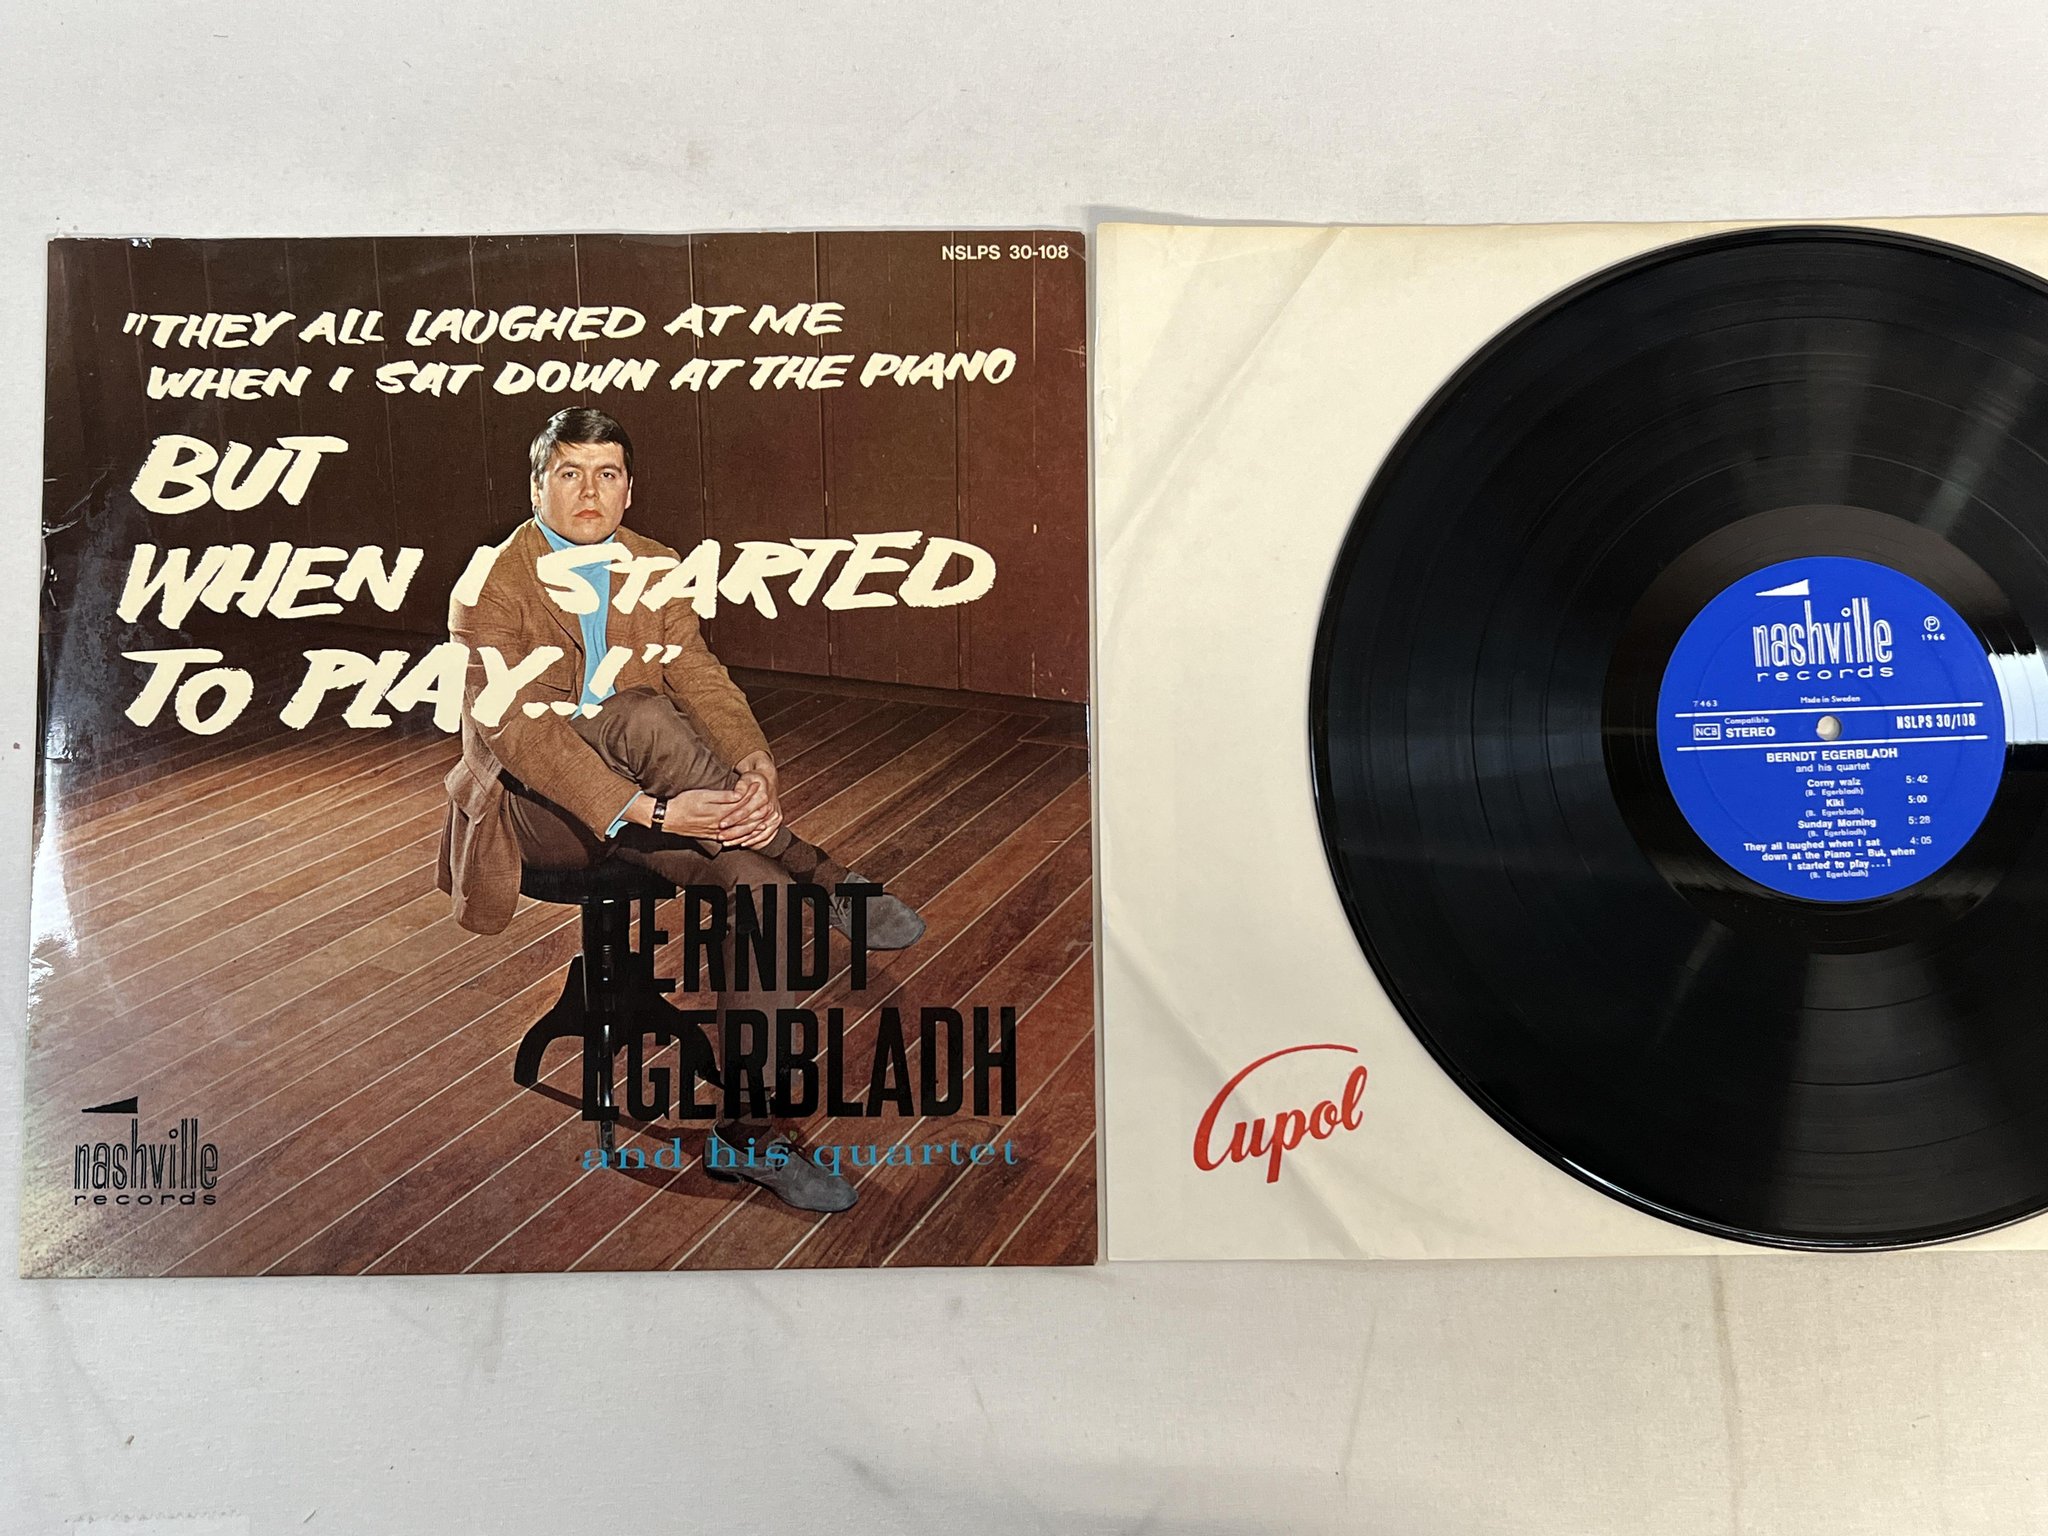 NSLPS 30-108
"THEY ALL LAUGHED AT ME
WHEN I SAT DOWN AT THE PIANO
BUT
WHEN I STARTED
TO PLAY...!"
BERNDT
EGERBLADH
and his quartet
nashville
records
Cupol
nashville
records
Ⓟ
1966
7463
Made in Sweden
NCB
Compatible
STEREO
NSLPS 30/108
BERNDT EGERBLADH
and his quartet
Corny walz 5:42
(B. Egerbladh)
Kiki 5:00
(B. Egerbladh)
Sunday Morning 5:28
(B. Egerbladh)
They all laughed when I sat 4:05
down at the Piano – But, when
I started to play...!
(B. Egerbladh)